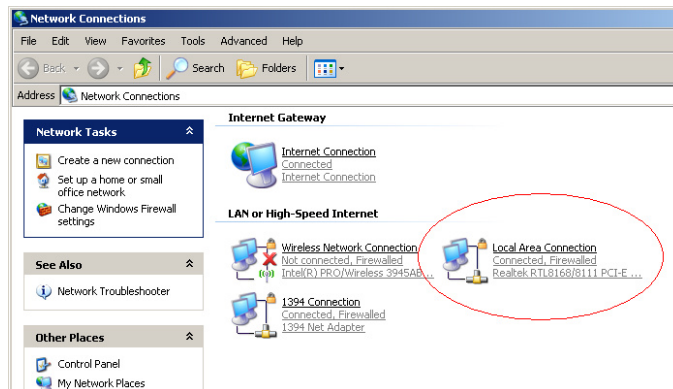 Network Connections
File Edit View Favorites Tools Advanced Help
Back Search Folders
Address Network Connections
Network Tasks
Create a new connection
Set up a home or small
office network
Change Windows Firewall
settings
See Also
Network Troubleshooter
Other Places
Control Panel
My Network Places
Internet Gateway
Internet Connection
Connected
Internet Connection
LAN or High-Speed Internet
Wireless Network Connection
Not connected, Firewalled
Intel(R) PRO/Wireless 3945AB...
Local Area Connection
Connected, Firewalled
Realtek RTL8168/8111 PCI-E ...
1394 Connection
Connected, Firewalled
1394 Net Adapter